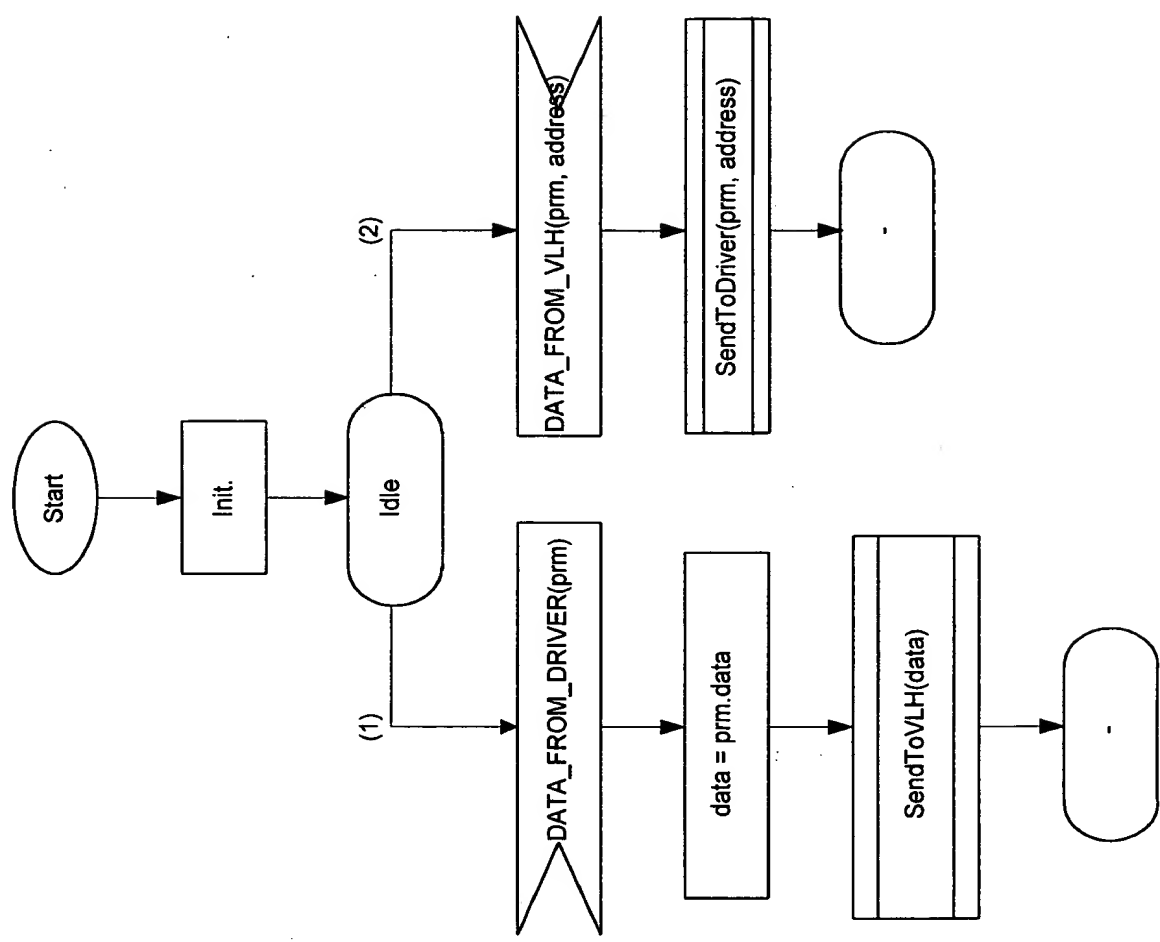 Start
Init.
Idle
(1)
(2)
DATA_FROM_DRIVER(prm)
DATA_FROM_VLH(prm, address)
data = prm.data
SendToDriver(prm, address)
SendToVLH(data)
-
-